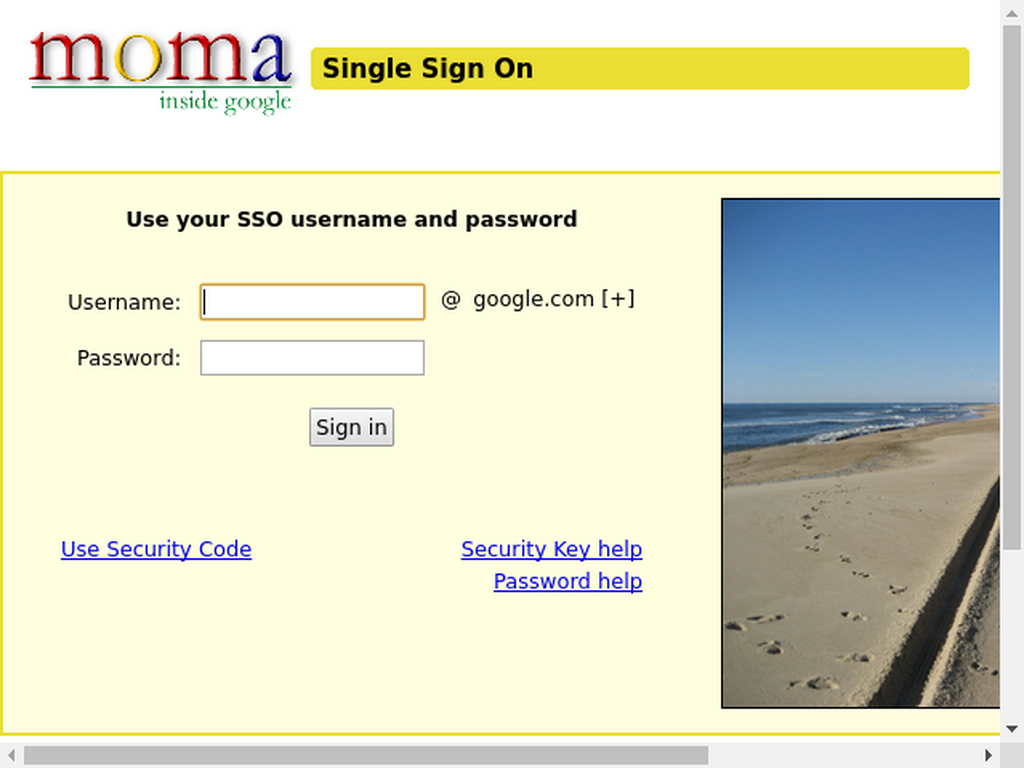 moma
inside google
Single Sign On
Use your SSO username and password
Username: @ google.com [+]
Password:
Sign in
Use Security Code
Security Key help
Password help